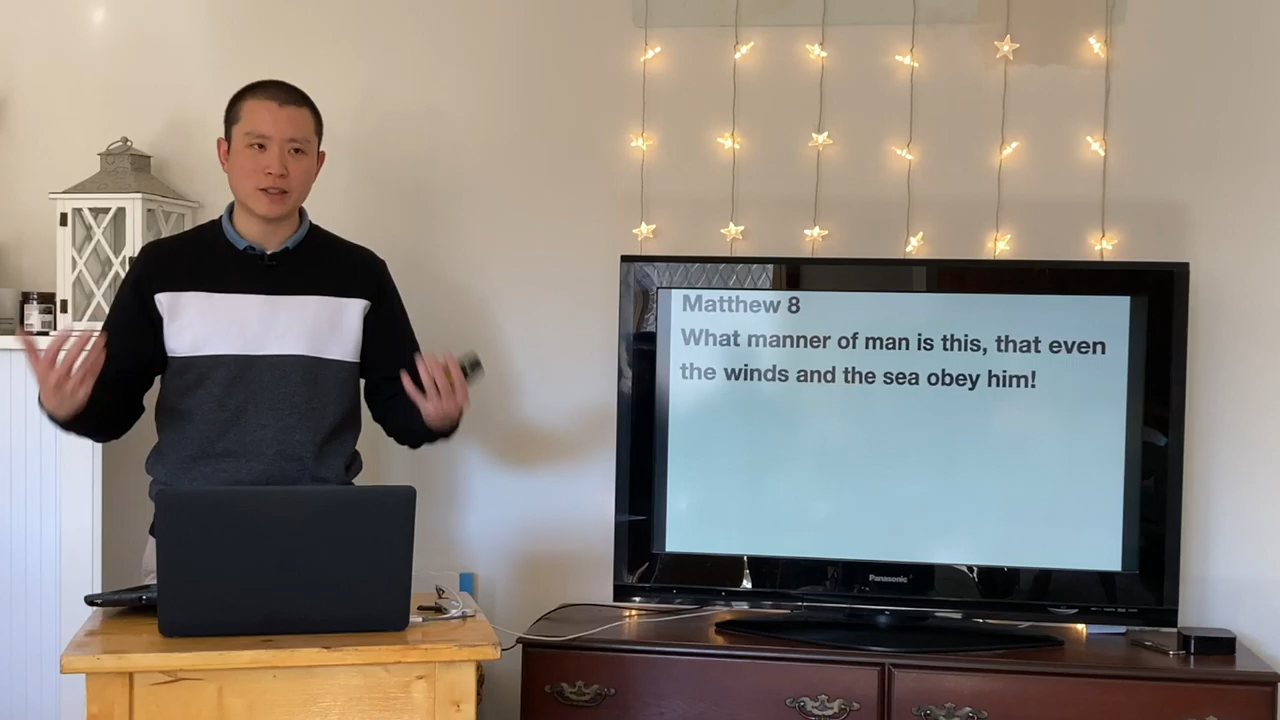 Matthew 8
What manner of man is this, that even
the winds and the sea obey him!
Panasonic